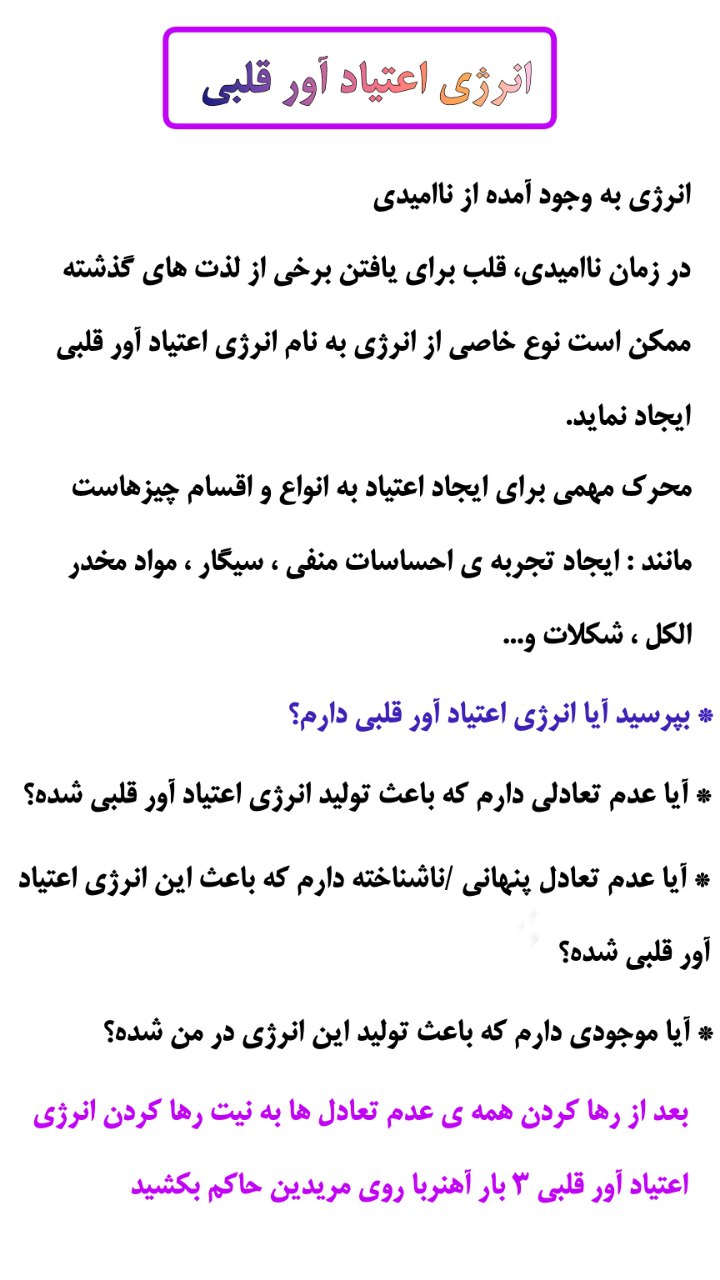 انرژی اعتیاد آور قلبی
انرژی به وجود آمده از ناامیدی
در زمان ناامیدی، قلب برای یافتن برخی از لذت های گذشته
ممکن است نوع خاصی از انرژی به نام انرژی اعتیاد آور قلبی
ایجاد نماید.
محرک مهمی برای ایجاد اعتیاد به انواع و اقسام چیزهاست
مانند : ایجاد تجربه ی احساسات منفی ، سیگار ، مواد مخدر
الکل ، شکلات و...
* بپرسید آیا انرژی اعتیاد آور قلبی دارم؟
* آیا عدم تعادلی دارم که باعث تولید انرژی اعتیاد آور قلبی شده؟
* آیا عدم تعادل پنهانی /ناشناخته دارم که باعث این انرژی اعتیاد
آور قلبی شده؟
* آیا موجودی دارم که باعث تولید این انرژی در من شده؟
بعد از رها کردن همه ی عدم تعادل ها به نیت رها کردن انرژی
اعتیاد آور قلبی ۳ بار آهنربا روی مریدین حاکم بکشید